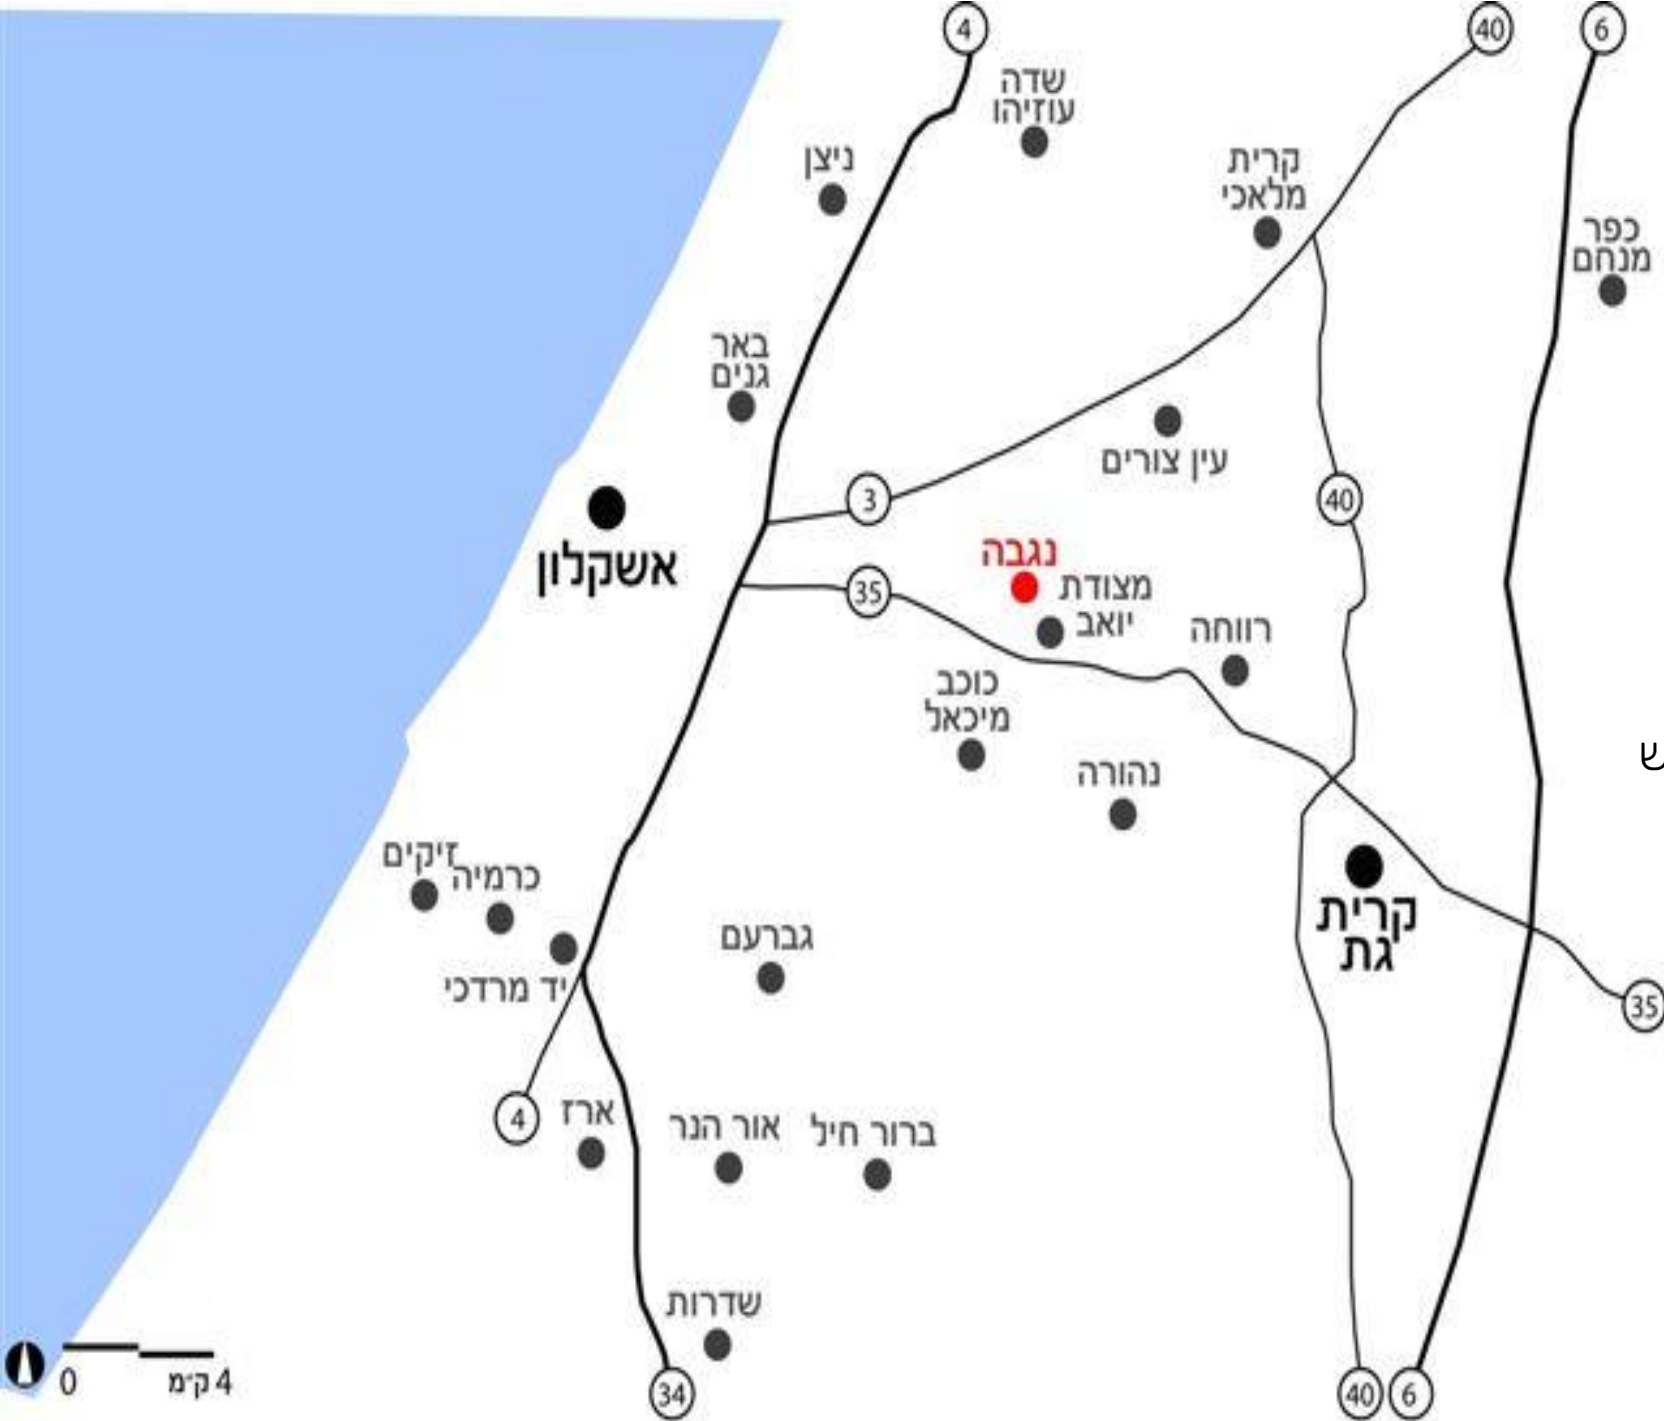 4
40
6
שדה
עוזיהו
ניצן
קרית
מלאכי
כפר
מנחם
באר
גנים
עין צורים
3
40
אשקלון
נגבה
35
מצודת
יואב
רווחה
כוכב
מיכאל
נהורה
ש
זיקים
כרמיה
קרית
גת
גברעם
יד מרדכי
35
4
ארז
אור הנר
ברור חיל
שדרות
0
4 ק״מ
34
40
6